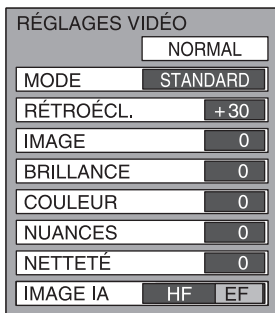 RÉGLAGES VIDÉO
NORMAL
MODE STANDARD
RÉTROÉCL. +30
IMAGE 0
BRILLANCE 0
COULEUR 0
NUANCES 0
NETTETÉ 0
IMAGE IA HF EF